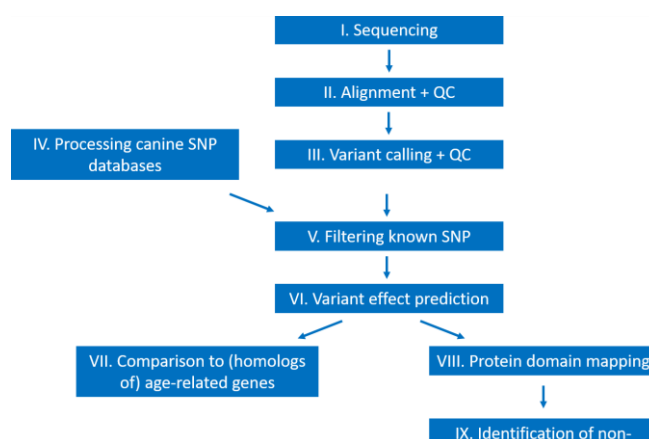 I. Sequencing
II. Alignment + QC
IV. Processing canine SNP
databases
III. Variant calling + QC
V. Filtering known SNP
VI. Variant effect prediction
VII. Comparison to (homologs
of) age-related genes
VIII. Protein domain mapping
IX. Identification of non-